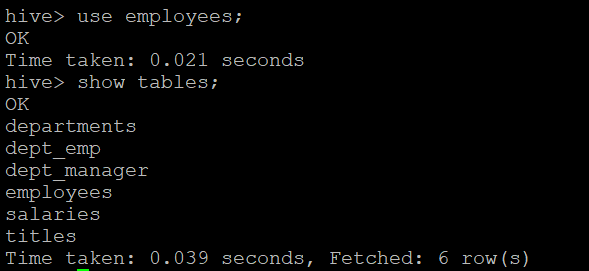 hive> use employees;
OK
Time taken: 0.021 seconds
hive> show tables;
OK
departments
dept_emp
dept_manager
employees
salaries
titles
Time taken: 0.039 seconds, Fetched: 6 row(s)